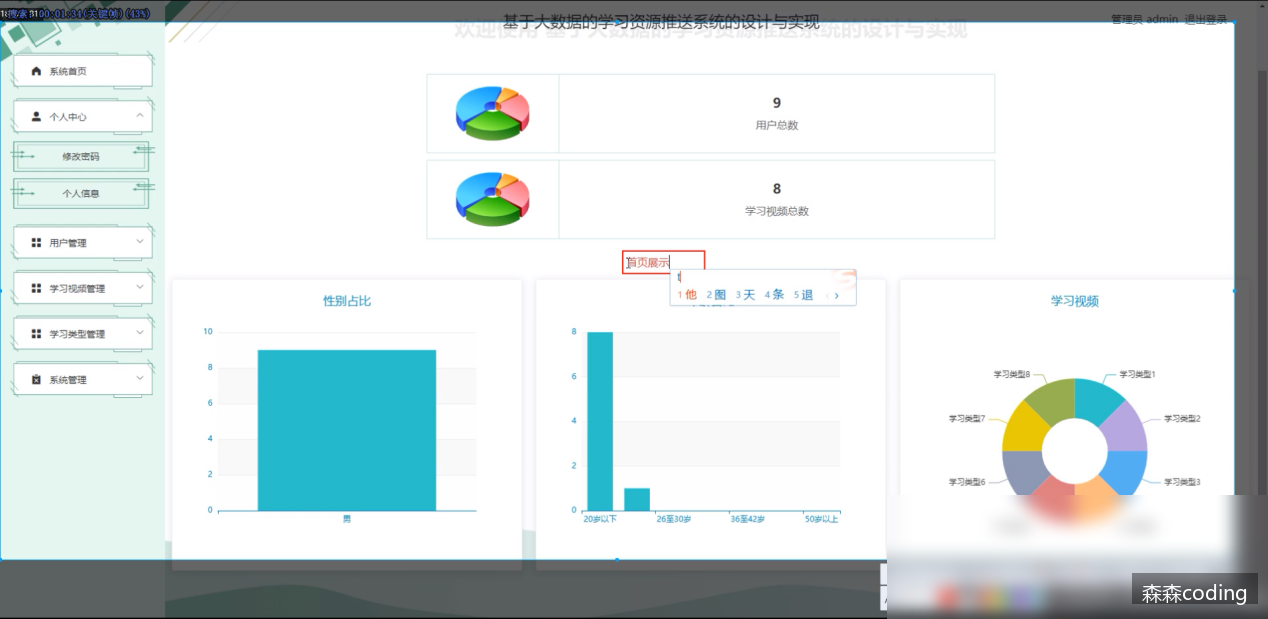 基于大数据的学习资源推送系统的设计与实现
管理员 admin 退出登录
欢迎使用 基于大数据的学习资源推送系统的设计与实现
系统首页
个人中心
修改密码
个人信息
用户管理
学习视频管理
学习类型管理
系统管理
9
用户总数
8
学习视频总数
首页展示
t
1 他 2 图 3 天 4 条 5 退
性别占比
10
8
6
4
2
0
男
8
6
4
2
0
20岁以下 26至30岁 36至42岁 50岁以上
学习视频
学习类型8 学习类型1
学习类型7 学习类型2
学习类型6 学习类型3
森森coding